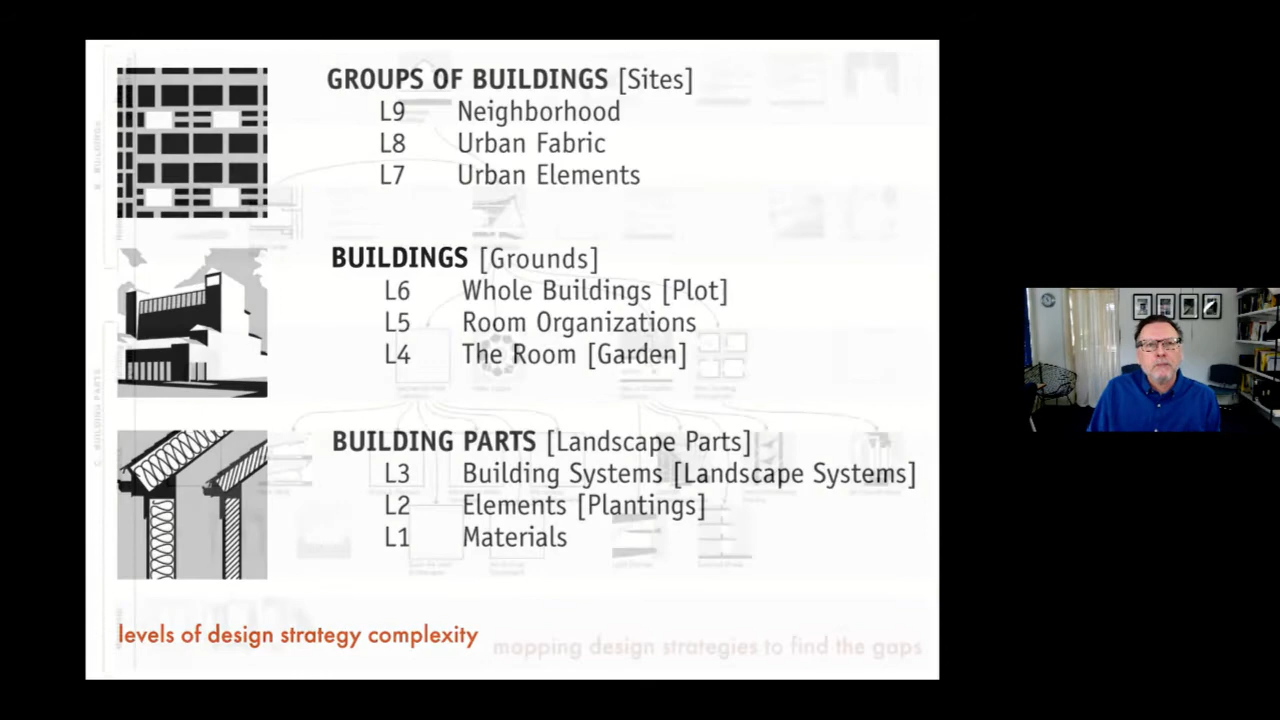 GROUPS OF BUILDINGS [Sites]
L9 Neighborhood
L8 Urban Fabric
L7 Urban Elements
BUILDINGS [Grounds]
L6 Whole Buildings [Plot]
L5 Room Organizations
L4 The Room [Garden]
BUILDING PARTS [Landscape Parts]
L3 Building Systems [Landscape Systems]
L2 Elements [Plantings]
L1 Materials
levels of design strategy complexity
mopping design strategies to find the gaps